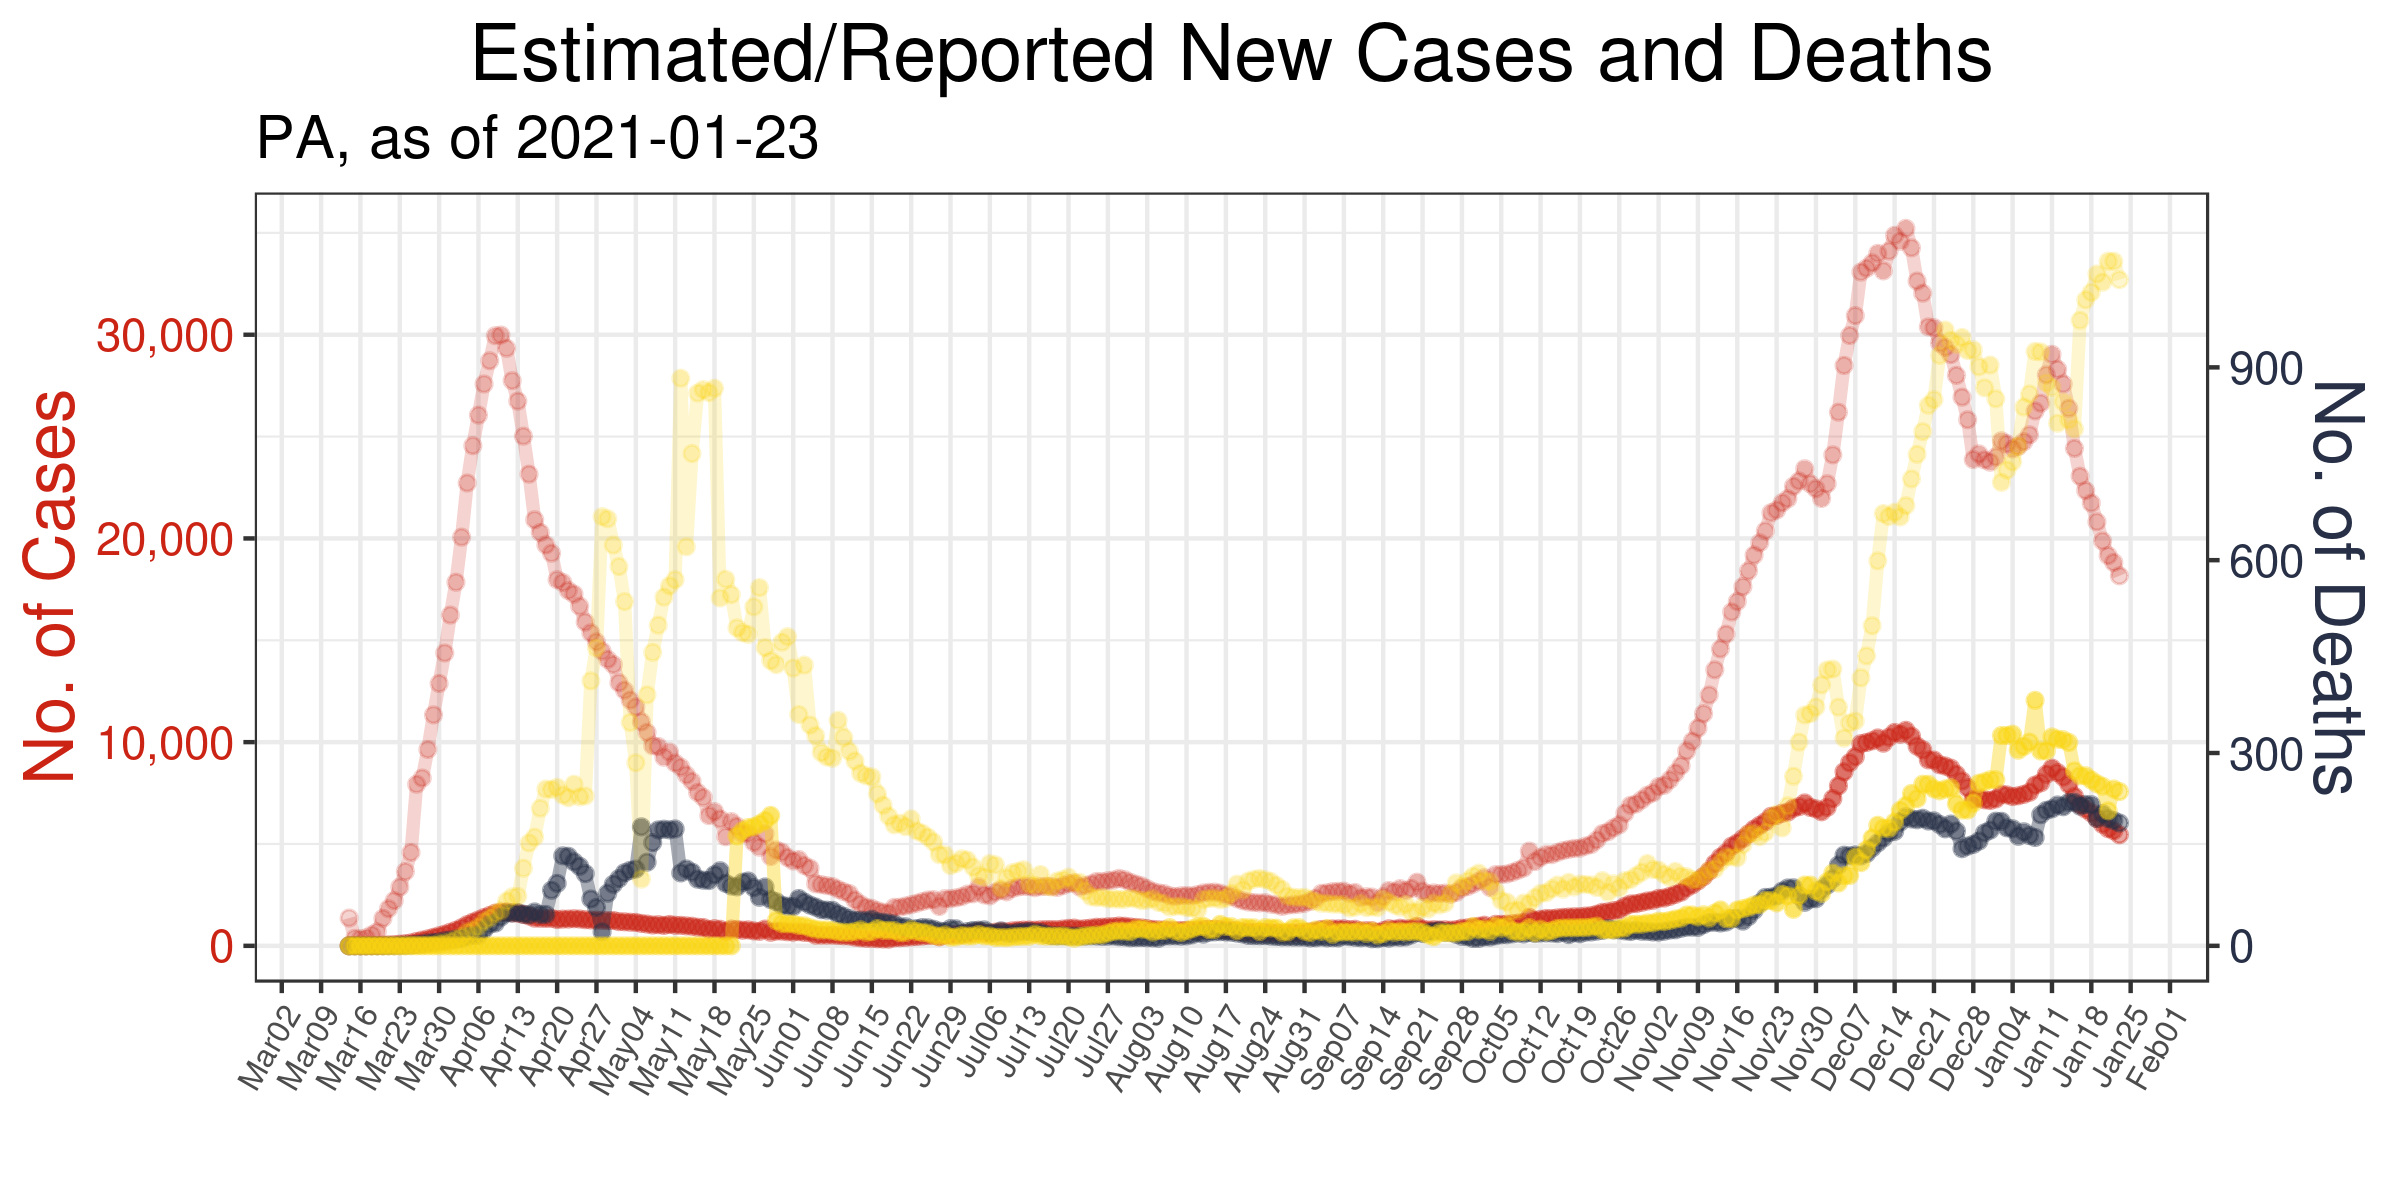 Estimated/Reported New Cases and Deaths
PA, as of 2021-01-23
No. of Cases
30,000
20,000
10,000
0
900
600
300
0
No. of Deaths
Mar02
Mar09
Mar16
Mar23
Mar30
Apr06
Apr13
Apr20
Apr27
May04
May11
May18
May25
Jun01
Jun08
Jun15
Jun22
Jun29
Jul06
Jul13
Jul20
Jul27
Aug03
Aug10
Aug17
Aug24
Aug31
Sep07
Sep14
Sep21
Sep28
Oct05
Oct12
Oct19
Oct26
Nov02
Nov09
Nov16
Nov23
Nov30
Dec07
Dec14
Dec21
Dec28
Jan04
Jan11
Jan18
Jan25
Feb01